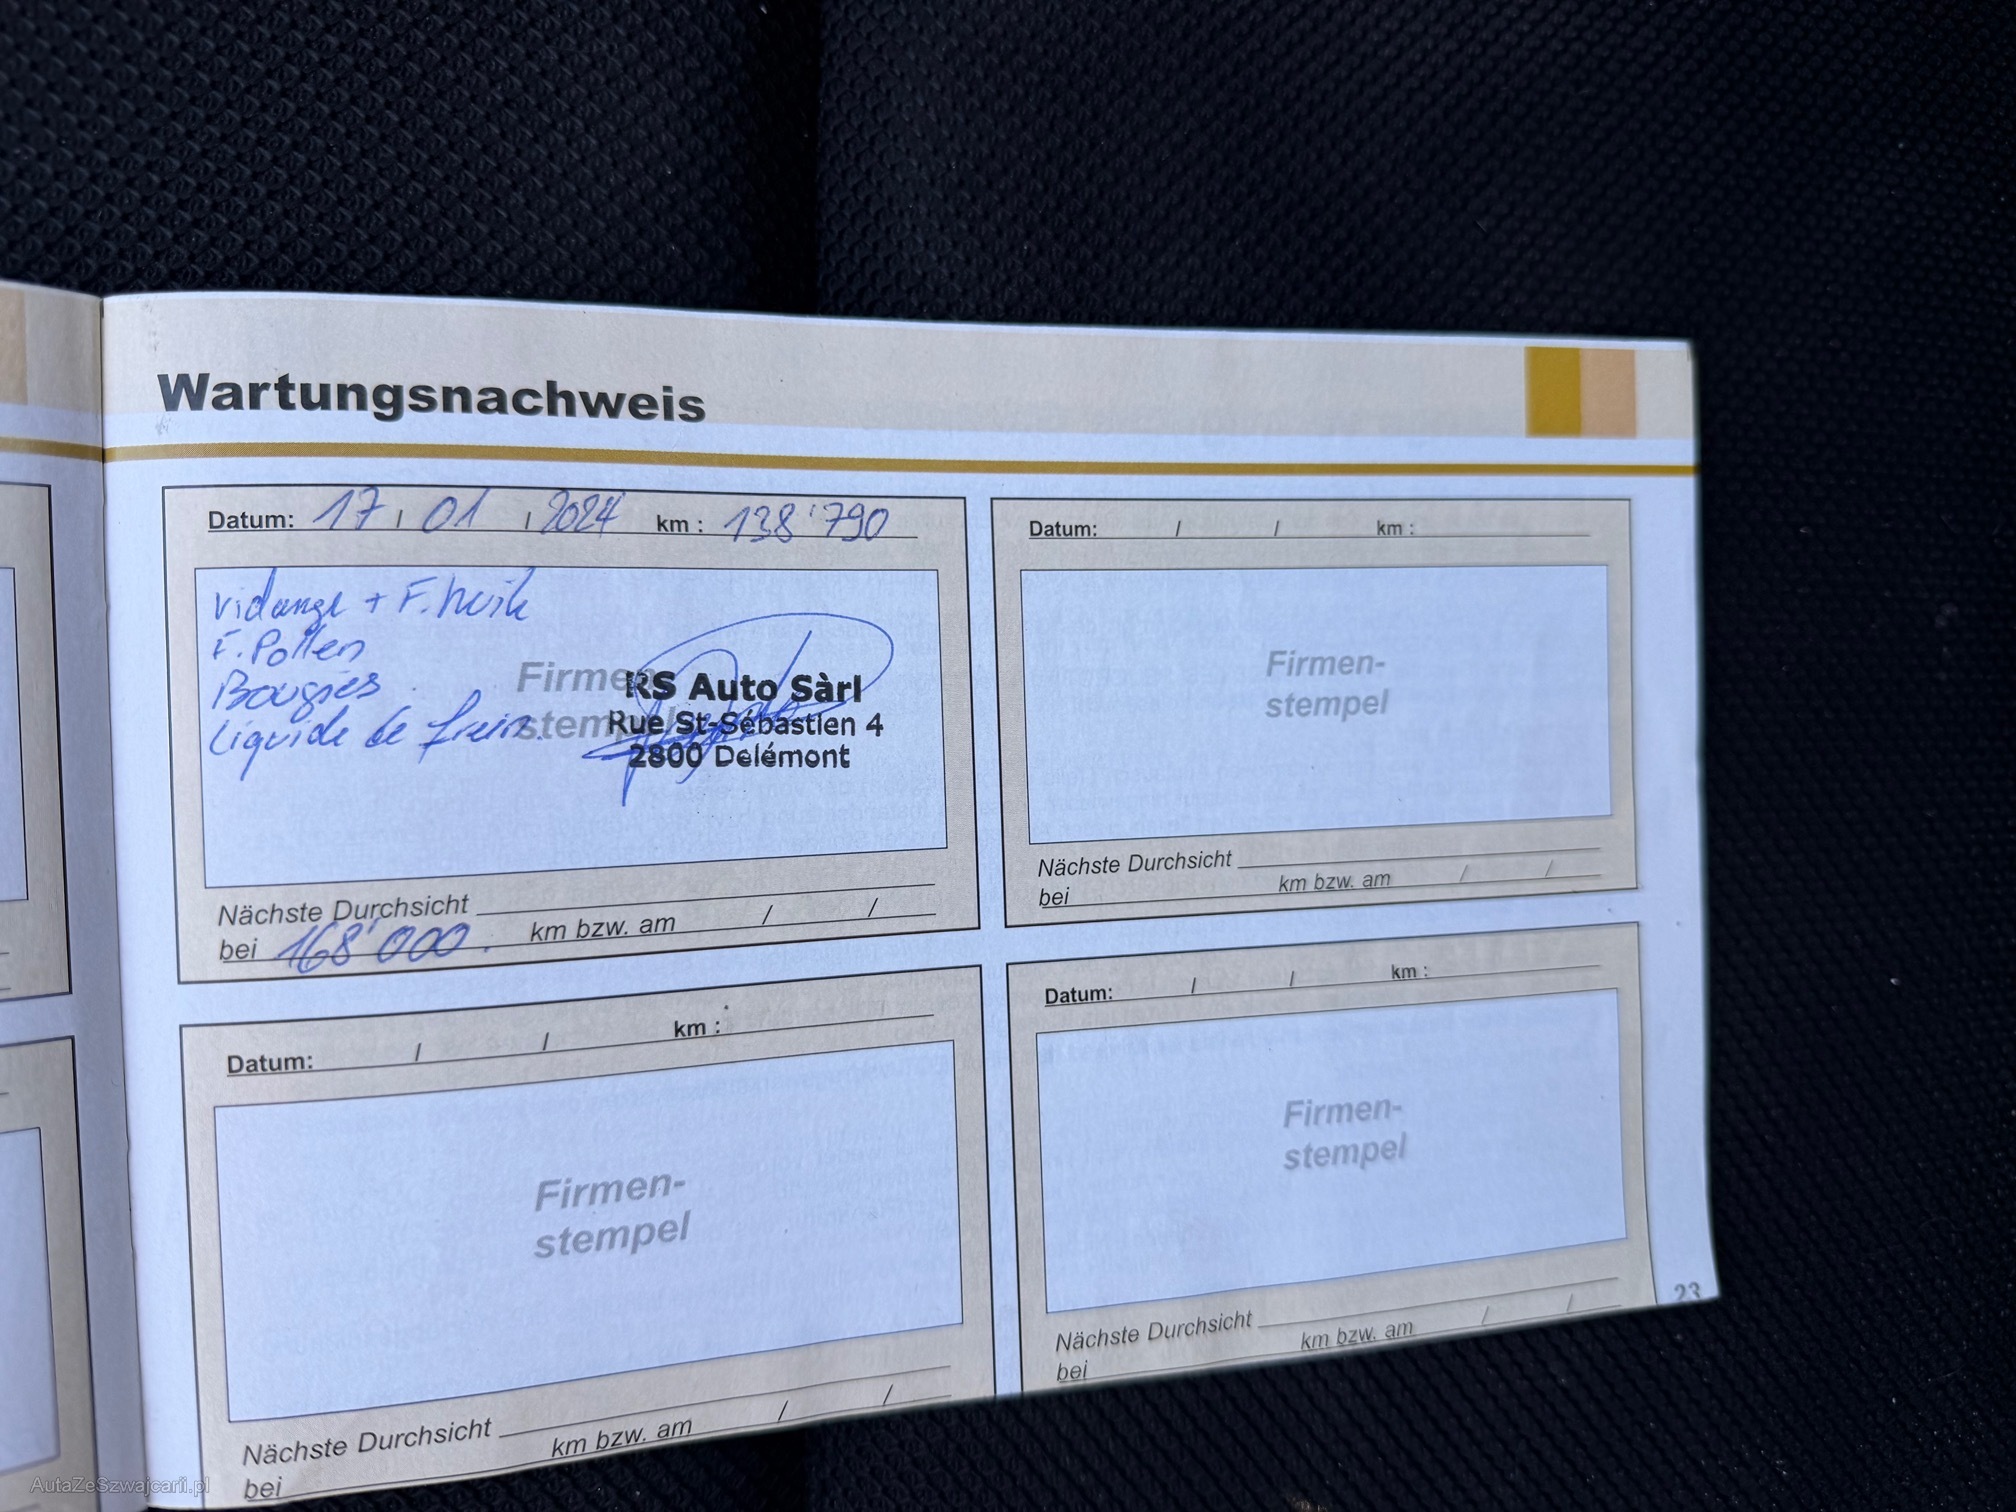 Wartungsnachweis
Datum: 17 / 01 / 2024 km : 138'790
vidange + F. huile
F. Pollen
Bougies
Liquide de frein.
Firmen-
stempel
RS Auto Sàrl
Rue St-Sébastien 4
2800 Delémont
Nächste Durchsicht
bei 168'000. km bzw. am / /
Datum: / / km :
Firmen-
stempel
Nächste Durchsicht
bei km bzw. am / /
Datum: / / km :
Firmen-
stempel
Nächste Durchsicht
bei km bzw. am / /
Datum: / / km :
Firmen-
stempel
Nächste Durchsicht
bei km bzw. am / /
23
AutaZeSzwajcarii.pl